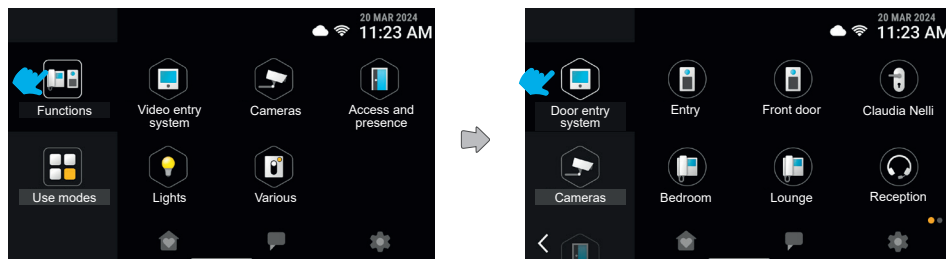 20 MAR 2024
11:23 AM
Functions
Video entry
system
Cameras
Access and
presence
Use modes
Lights
Various
20 MAR 2024
11:23 AM
Door entry
system
Entry
Front door
Claudia Nelli
Cameras
Bedroom
Lounge
Reception